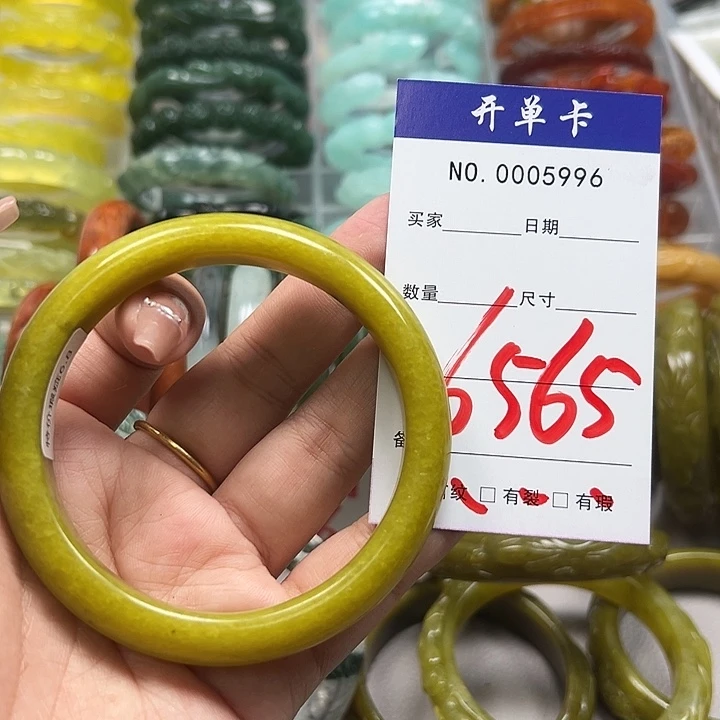 开单卡
NO. 0005996
买家 日期
数量 尺寸
6565
备
纹 □有裂 □有瑕